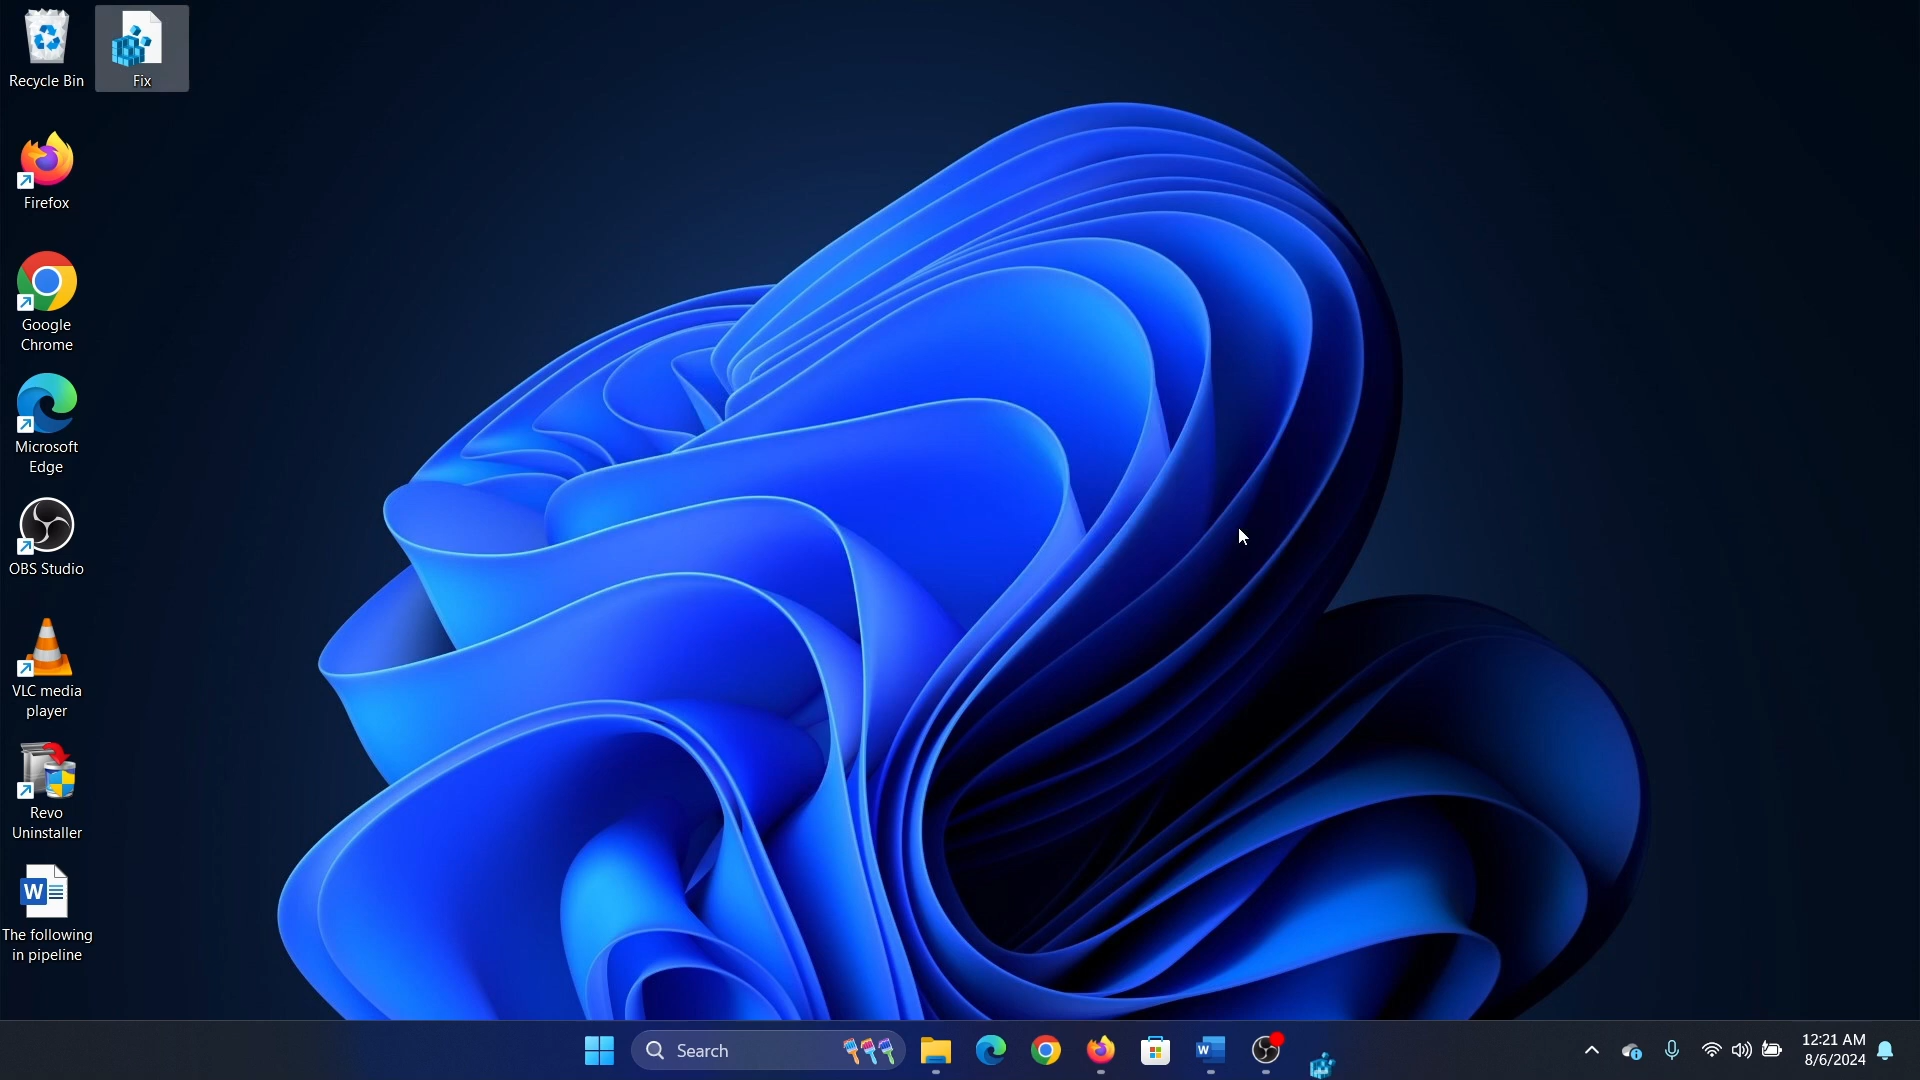 Recycle Bin
Fix
Firefox
Google
Chrome
Microsoft
Edge
OBS Studio
VLC media
player
Revo
Uninstaller
W
The following
in pipeline
Search
W
12:21 AM
8/6/2024